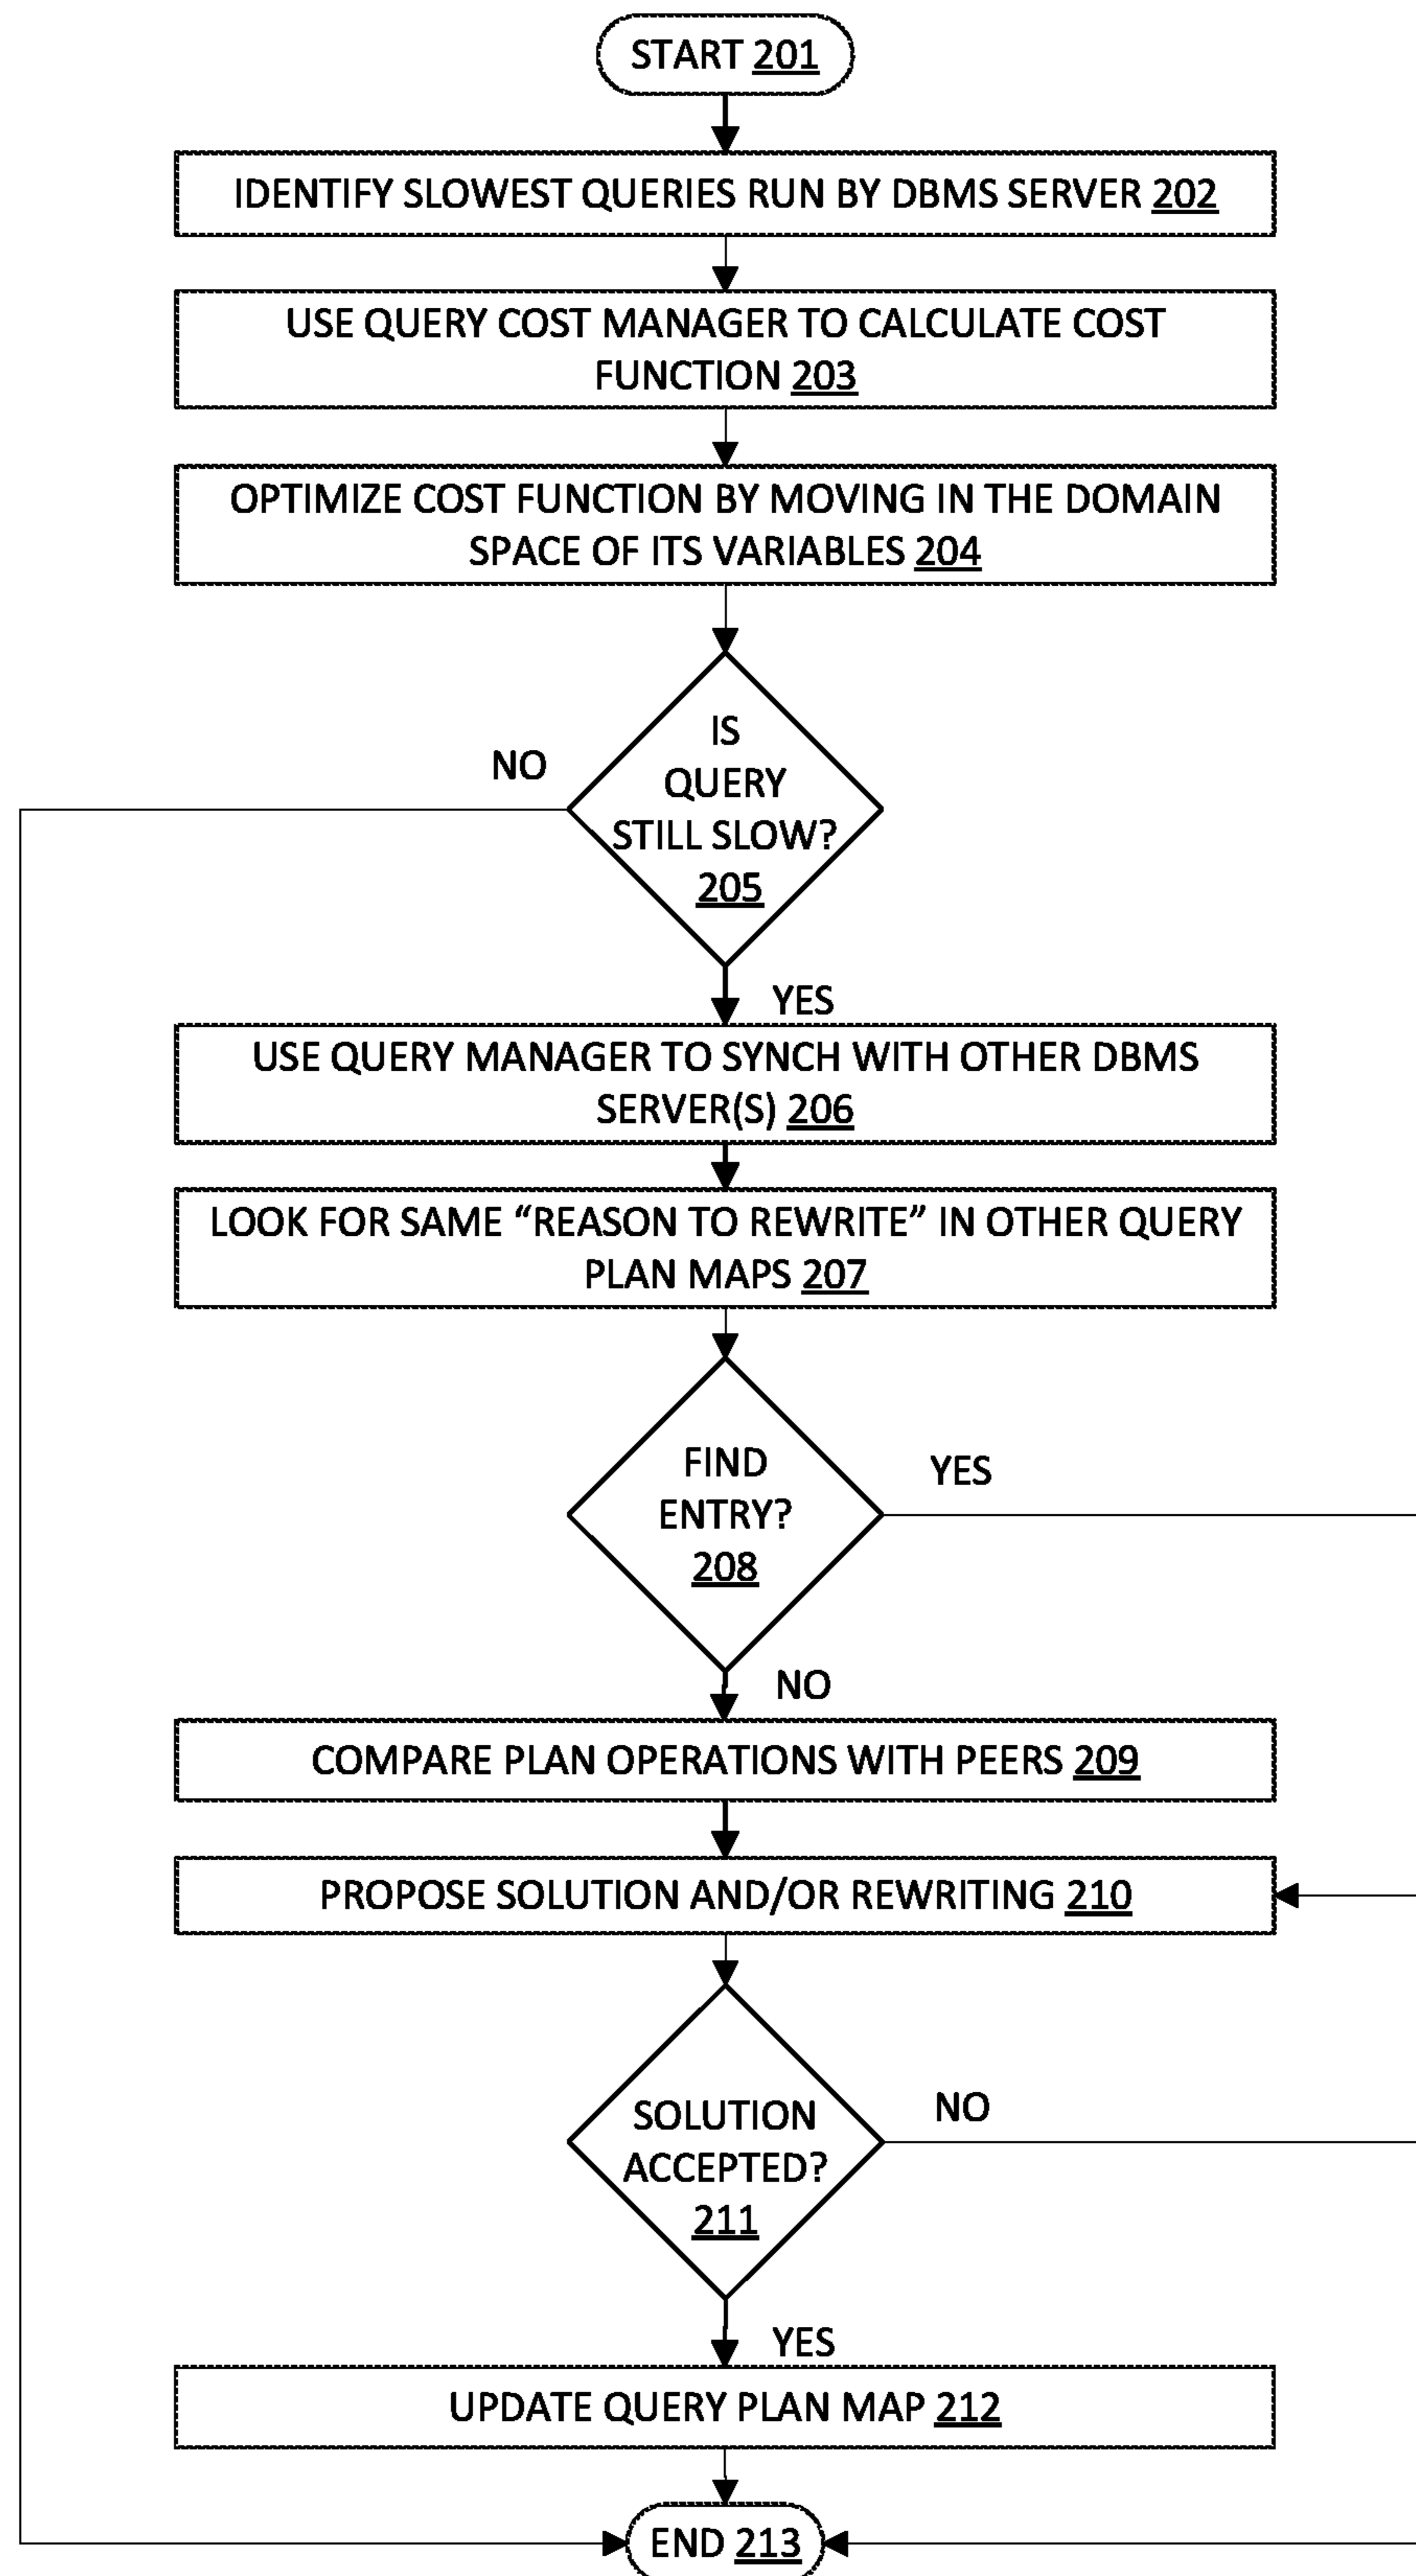 START 201
IDENTIFY SLOWEST QUERIES RUN BY DBMS SERVER 202
USE QUERY COST MANAGER TO CALCULATE COST
FUNCTION 203
OPTIMIZE COST FUNCTION BY MOVING IN THE DOMAIN
SPACE OF ITS VARIABLES 204
IS
QUERY
STILL SLOW?
205
NO
YES
USE QUERY MANAGER TO SYNCH WITH OTHER DBMS
SERVER(S) 206
LOOK FOR SAME “REASON TO REWRITE” IN OTHER QUERY
PLAN MAPS 207
FIND
ENTRY?
208
YES
NO
COMPARE PLAN OPERATIONS WITH PEERS 209
PROPOSE SOLUTION AND/OR REWRITING 210
SOLUTION
ACCEPTED?
211
NO
YES
UPDATE QUERY PLAN MAP 212
END 213